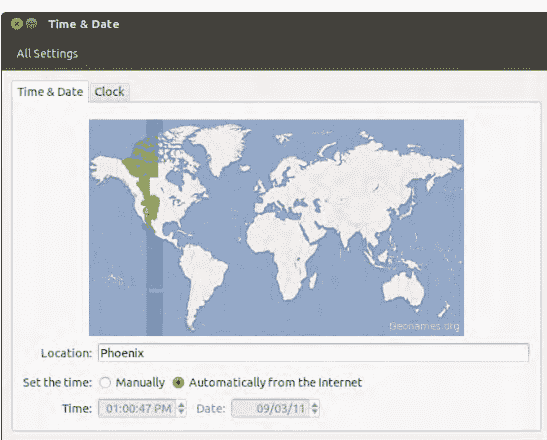 Time & Date
All Settings
Time & Date Clock
Geonames.org
Location: Phoenix
Set the time: Manually Automatically from the Internet
Time: 01:00:47 PM Date: 09/03/11